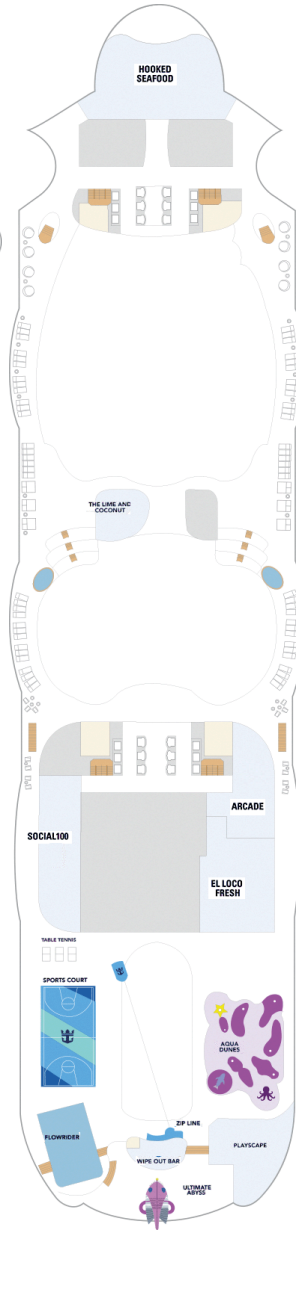 HOOKED
SEAFOOD
THE LIME AND
COCONUT
ARCADE
SOCIAL100
EL LOCO
FRESH
TABLE TENNIS
SPORTS COURT
AQUA
DUNES
ZIP LINE
FLOWRIDER
PLAYSCAPE
WIPE OUT BAR
ULTIMATE
ABYSS